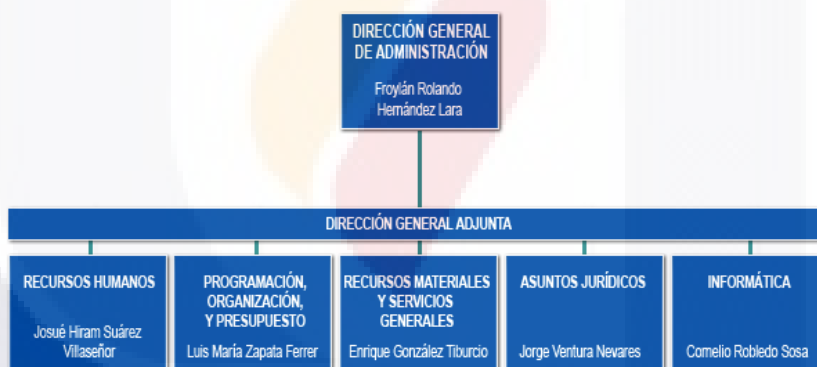 DIRECCIÓN GENERAL
DE ADMINISTRACIÓN
Froylán Rolando
Hernández Lara
DIRECCIÓN GENERAL ADJUNTA
RECURSOS HUMANOS
Josué Hiram Suárez
Villaseñor
PROGRAMACIÓN,
ORGANIZACIÓN,
Y PRESUPUESTO
Luis María Zapata Ferrer
RECURSOS MATERIALES
Y SERVICIOS
GENERALES
Enrique González Tiburcio
ASUNTOS JURÍDICOS
Jorge Ventura Nevares
INFORMÁTICA
Cornelio Robledo Sosa